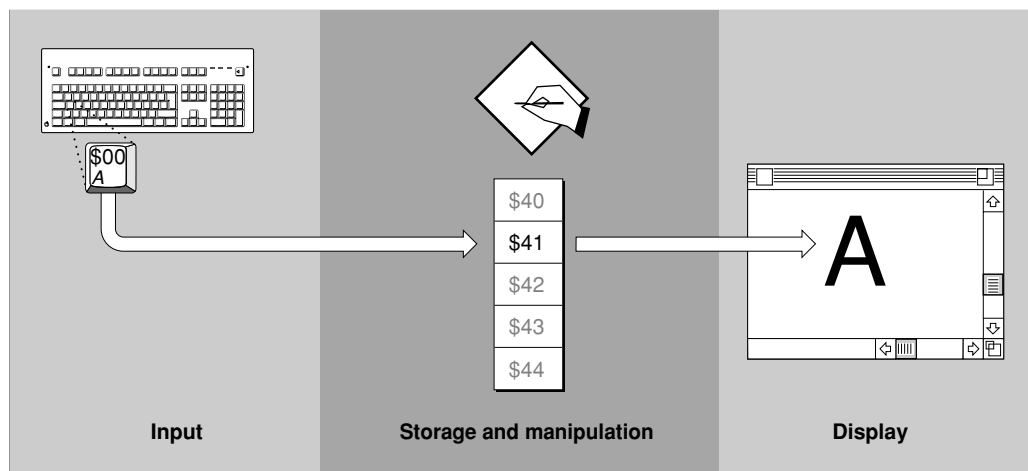 $00
A
$40
$41
$42
$43
$44
A
Input
Storage and manipulation
Display